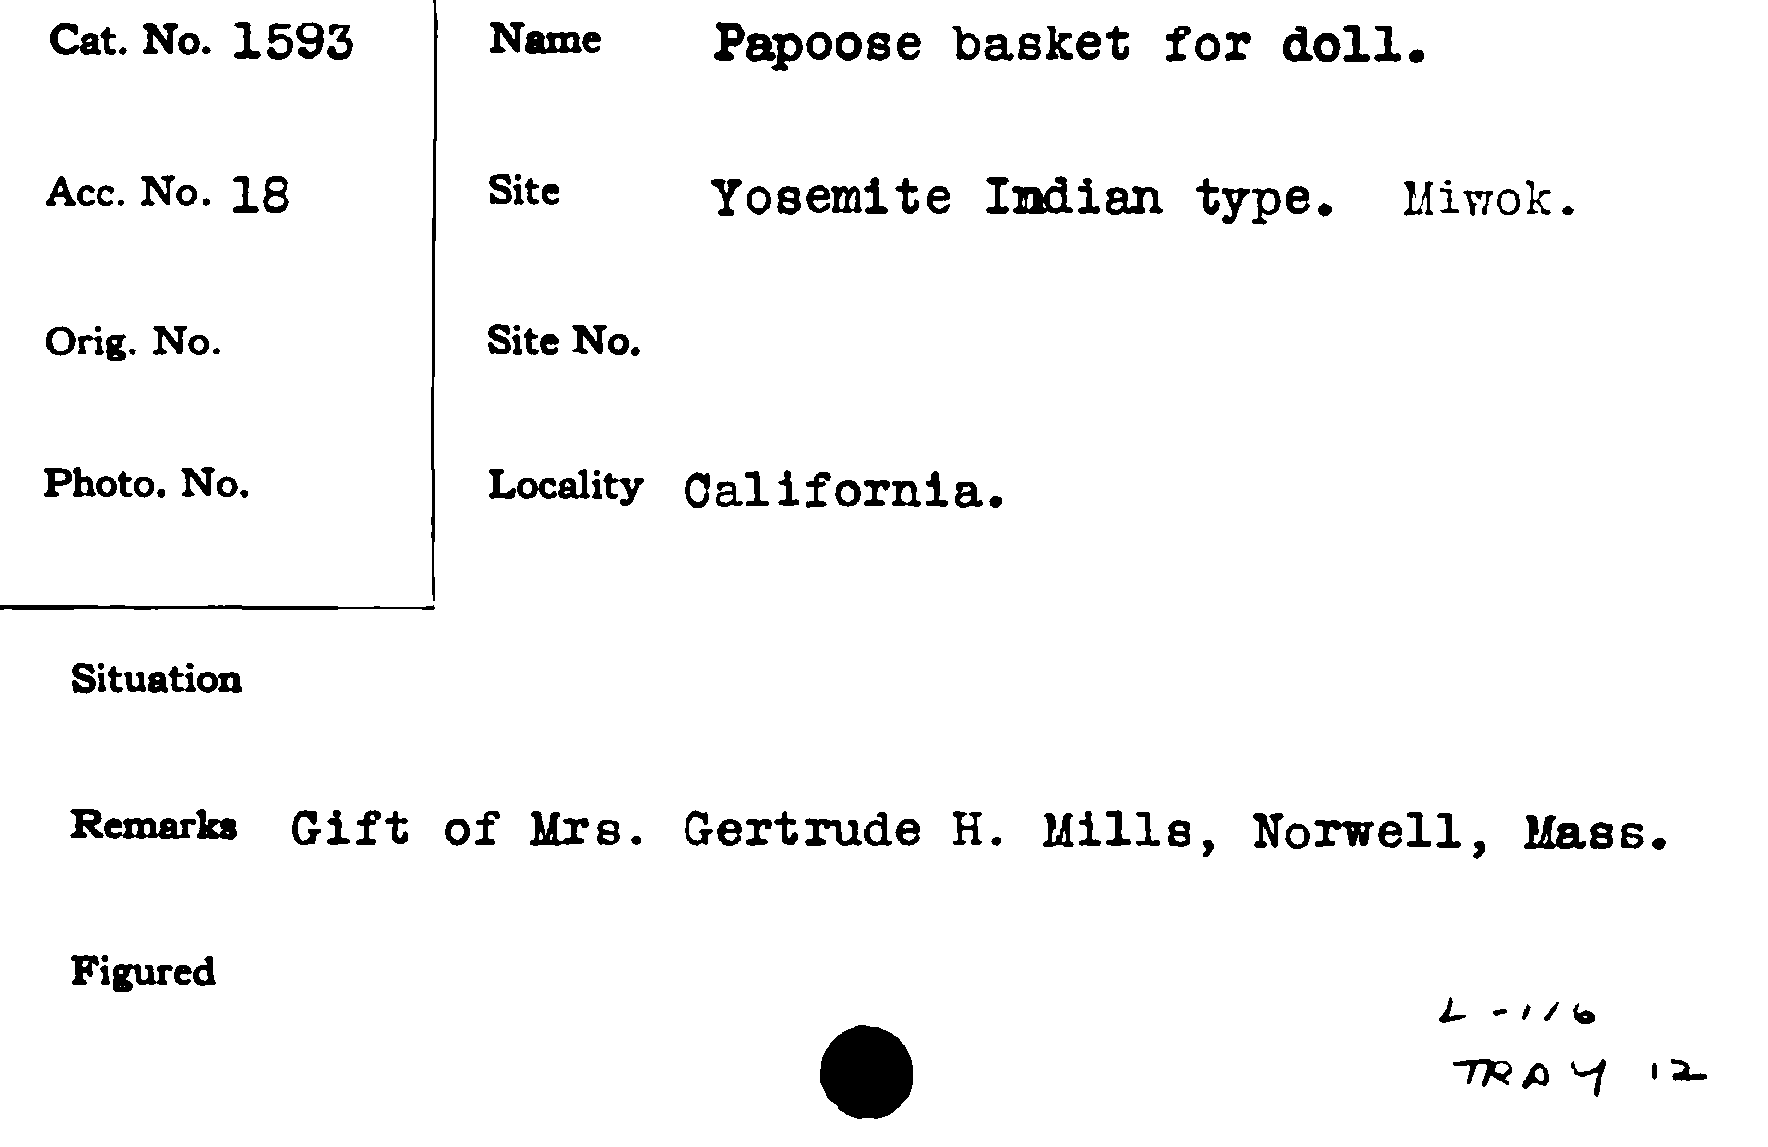 Cat. No. 1593
Name Papoose basket for doll.
Acc. No. 18
Site Yosemite Indian type. Miwok.
Orig. No.
Site No.
Photo. No.
Locality California.
Situation
Remarks Gift of Mrs. Gertrude H. Mills, Norwell, Mass.
Figured
L-116
TRAY 12